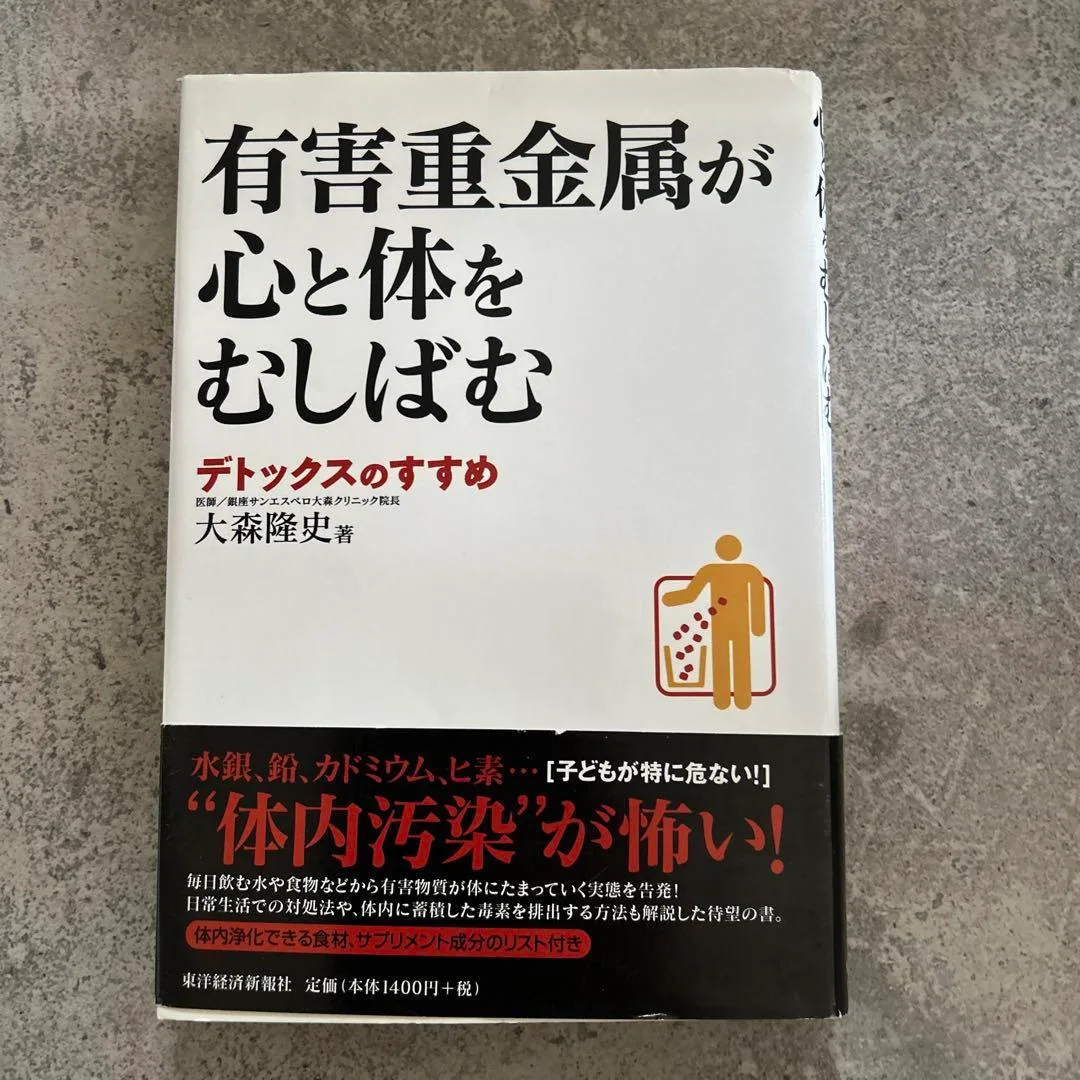 有害重金属が
心と体を
むしばむ
デトックスのすすめ
医師／銀座サンエスペロ大森クリニック院長
大森隆史著
水銀、鉛、カドミウム、ヒ素…[子どもが特に危ない!]
“体内汚染”が怖い!
毎日飲む水や食物などから有害物質が体にたまっていく実態を告発!
日常生活での対処法や、体内に蓄積した毒素を排出する方法も解説した待望の書。
体内浄化できる食材、サプリメント成分のリスト付き
東洋経済新報社 定価(本体1400円+税)
心と体をむしばむ